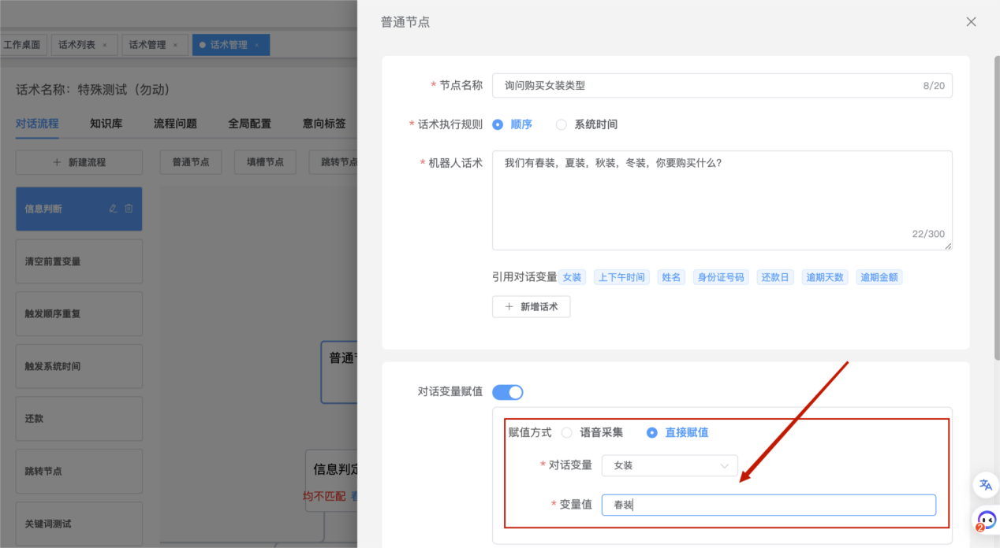 普通节点
工作桌面 话术列表 × 话术管理 × 话术管理 ×
话术名称：特殊测试（勿动）
对话流程 知识库 流程问题 全局配置 意向标签
+ 新建流程 普通节点 填槽节点 跳转节点
信息判断
清空前置变量
触发顺序重复
触发系统时间
还款
跳转节点
关键词测试
普通节
信息判定
均不匹配
* 节点名称 询问购买女装类型 8/20
* 话术执行规则 顺序 系统时间
* 机器人话术 我们有春装，夏装，秋装，冬装，你要购买什么?
22/300
引用对话变量 女装 上下午时间 姓名 身份证号码 还款日 逾期天数 逾期金额
+ 新增话术
对话变量赋值
赋值方式 语音采集 直接赋值
* 对话变量 女装
* 变量值 春装
2